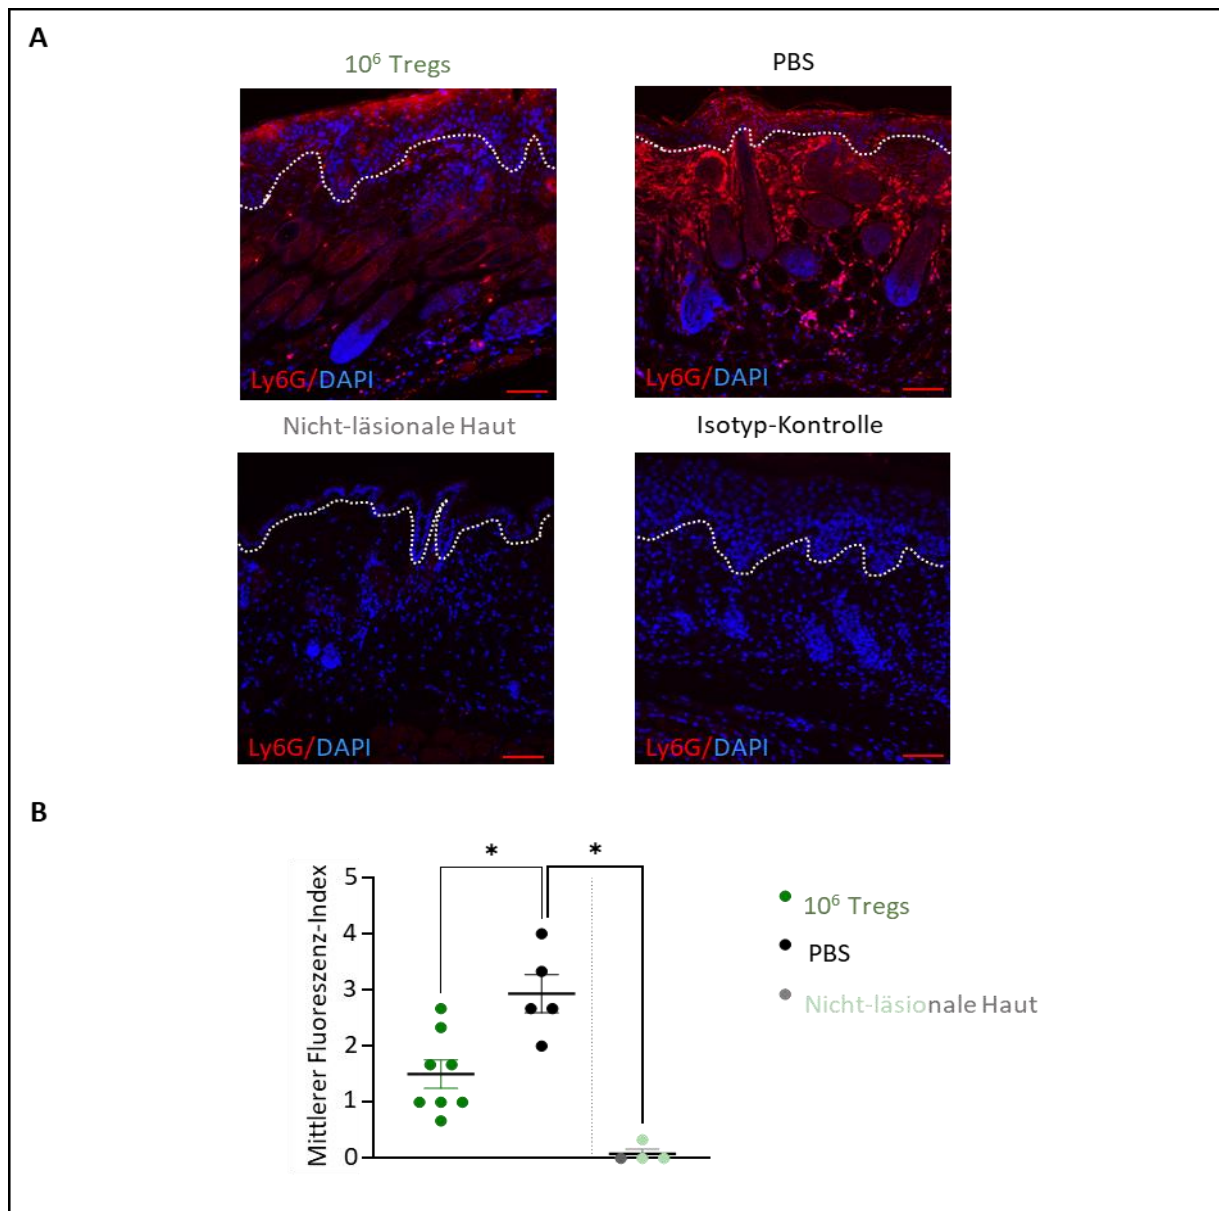 A
10⁶ Tregs
PBS
Ly6G/DAPI
Ly6G/DAPI
Nicht-läsionale Haut
Isotyp-Kontrolle
Ly6G/DAPI
Ly6G/DAPI
B
Mittlerer Fluoreszenz-Index
5
4
3
2
1
0
*
*
10⁶ Tregs
PBS
Nicht-läsionale Haut